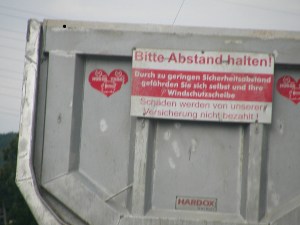 Bitte Abstand halten!
Durch zu geringen Sicherheitsabstand
gefährden Sie sich selbst und Ihre
Windschutzscheibe
Schäden werden von unserer
Versicherung nicht bezahlt!
HARDOX